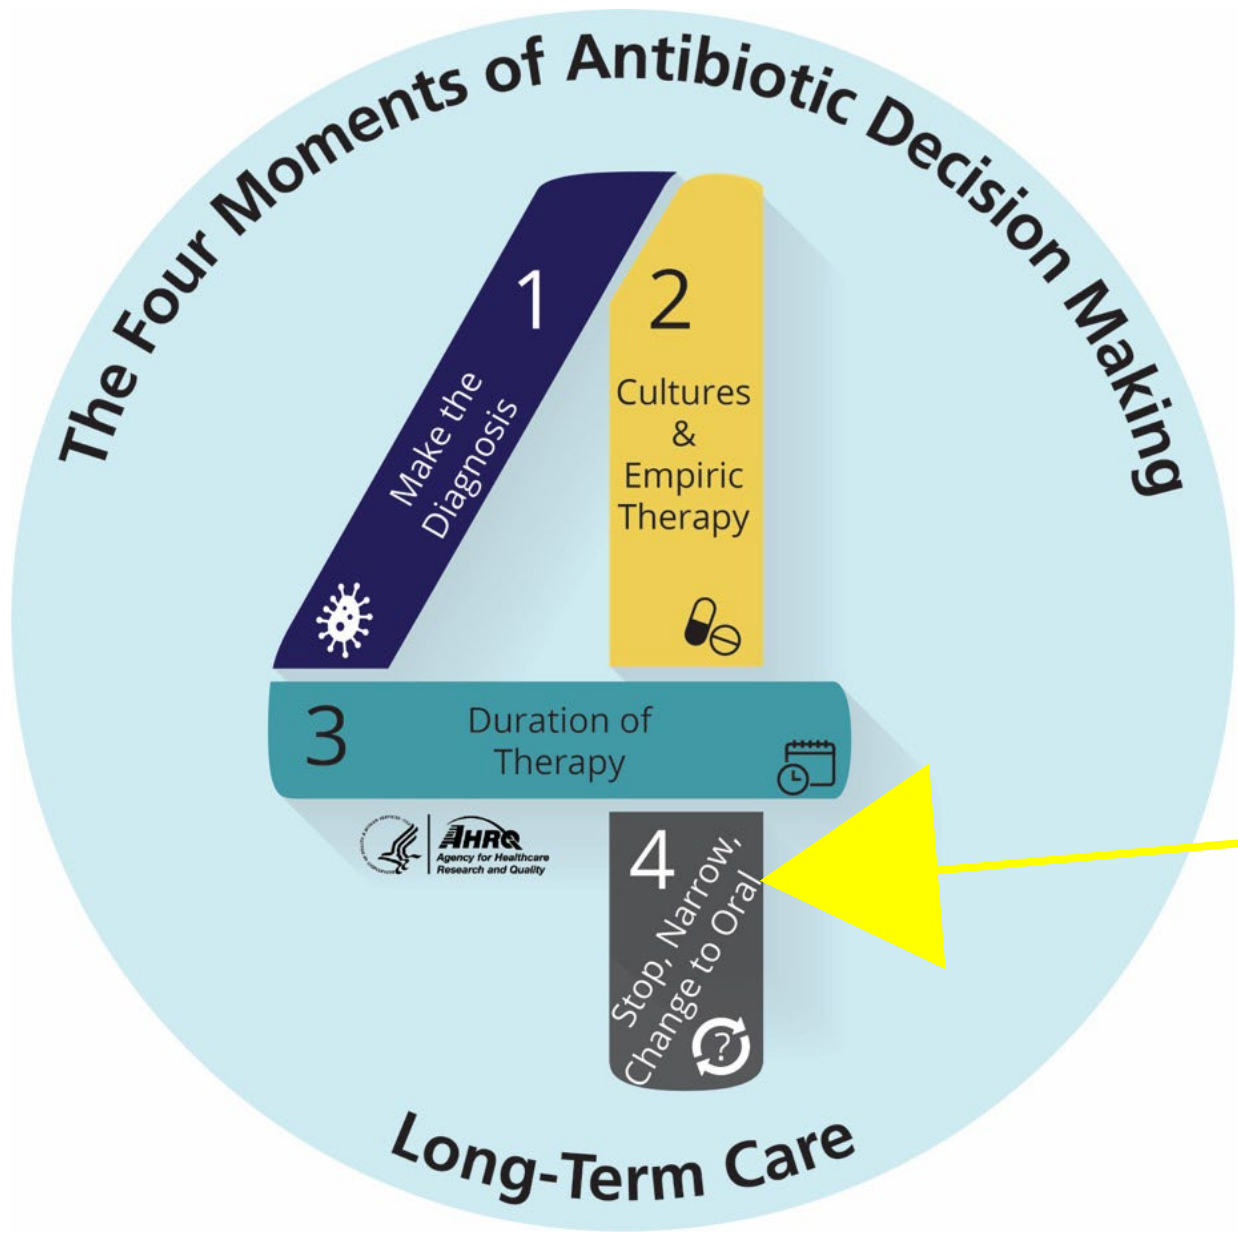 The Four Moments of Antibiotic Decision Making
1
Make the
Diagnosis
2
Cultures
&
Empiric
Therapy
3
Duration of
Therapy
AHRQ
Agency for Healthcare
Research and Quality
4
Stop, Narrow,
Change to Oral
?
Long-Term Care